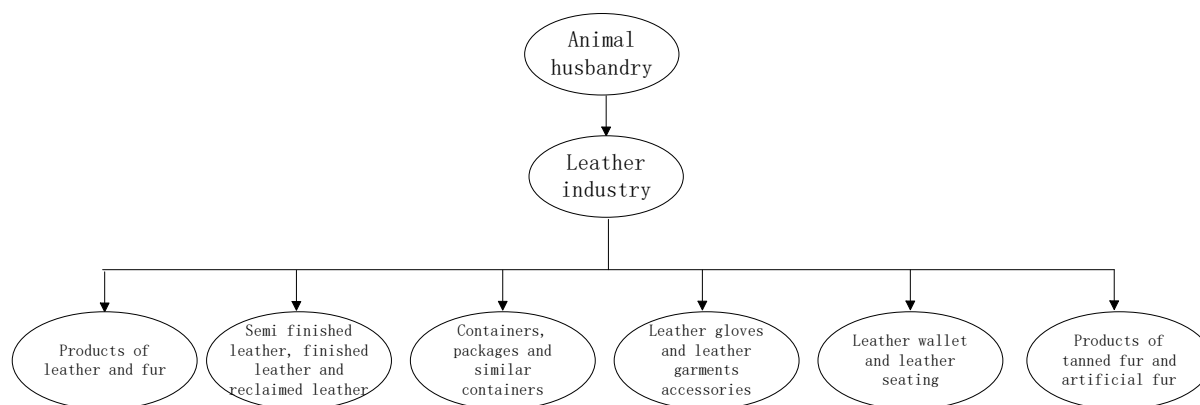 Animal
husbandry
Leather
industry
Products of
leather and fur
Semi finished
leather, finished
leather and
reclaimed leather
Containers,
packages and
similar
containers
Leather gloves
and leather
garments
accessories
Leather wallet
and leather
seating
Products of
tanned fur and
artificial fur